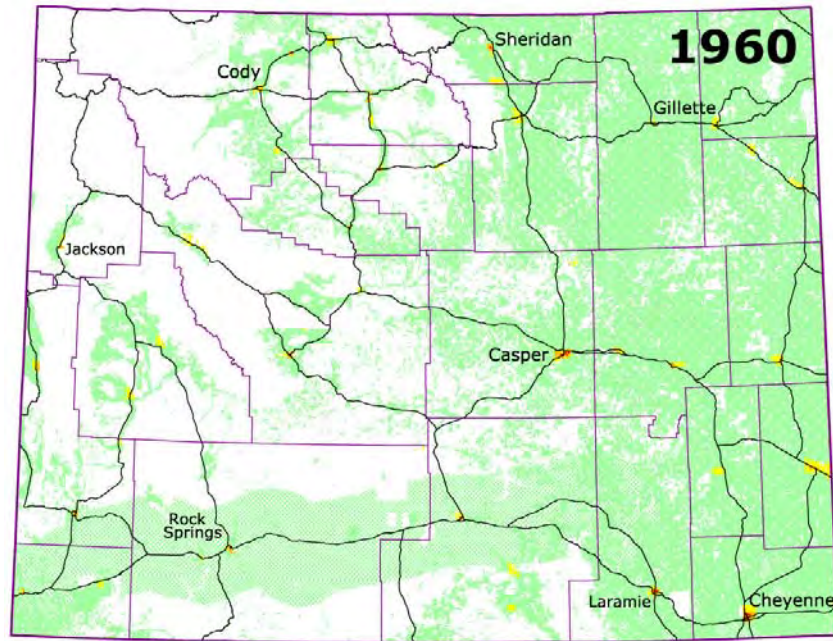 1960
Sheridan
Cody
Gillette
Jackson
Casper
Rock
Springs
Laramie
Cheyenne